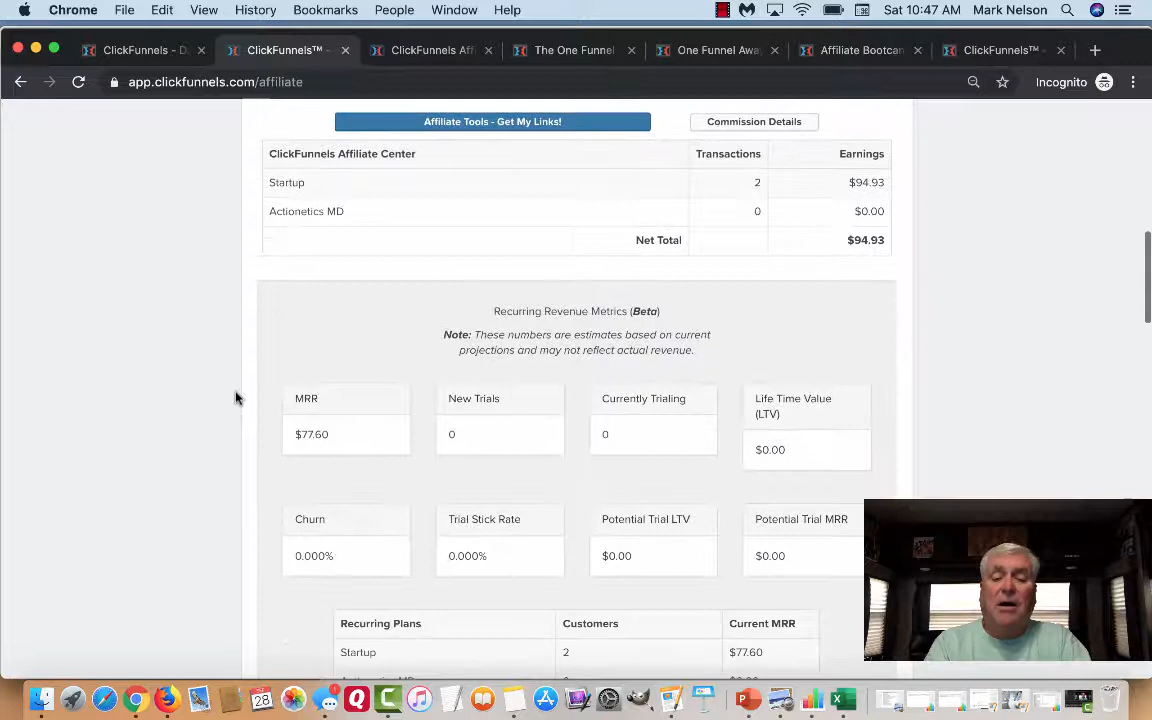 Chrome File Edit View History Bookmarks People Window Help Sat 10:47 AM Mark Nelson
ClickFunnels - D ClickFunnels™ - ClickFunnels Aff The One Funnel One Funnel Awa Affiliate Bootcam ClickFunnels™ -
app.clickfunnels.com/affiliate Incognito
Affiliate Tools - Get My Links! Commission Details
ClickFunnels Affiliate Center Transactions Earnings
Startup 2 $94.93
Actionetics MD 0 $0.00
Net Total $94.93
Recurring Revenue Metrics (Beta)
Note: These numbers are estimates based on current
projections and may not reflect actual revenue.
MRR New Trials Currently Trialing Life Time Value
(LTV)
$77.60 0 0 $0.00
Churn Trial Stick Rate Potential Trial LTV Potential Trial MRR
0.000% 0.000% $0.00 $0.00
Recurring Plans Customers Current MRR
Startup 2 $77.60